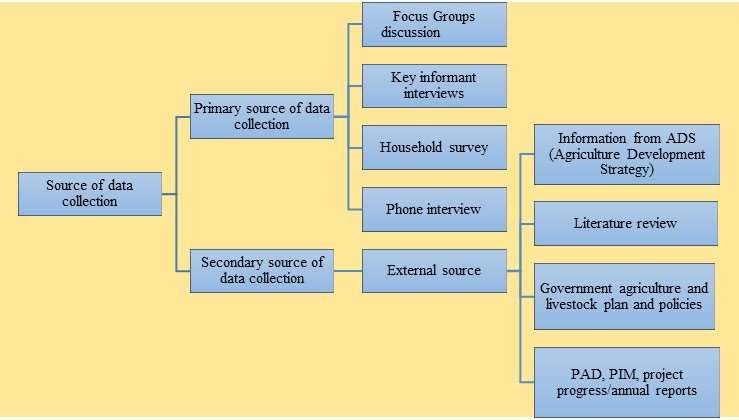 Focus Groups
discussion
Key informant
interviews
Primary source of data
collection
Household survey
Phone interview
Source of data
collection
Secondary source of
data collection
External source
Information from ADS
(Agriculture Development
Strategy)
Literature review
Government agriculture and
livestock plan and policies
PAD, PIM, project
progress/annual reports